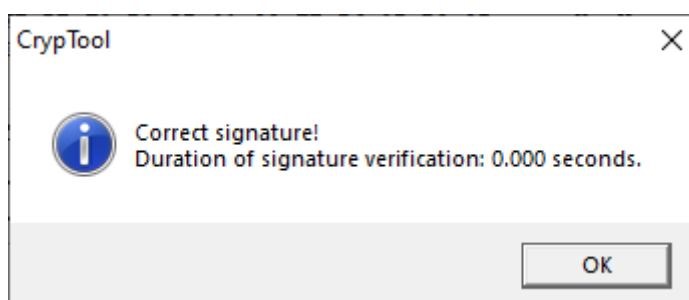 CrypTool
Correct signature!
Duration of signature verification: 0.000 seconds.
OK